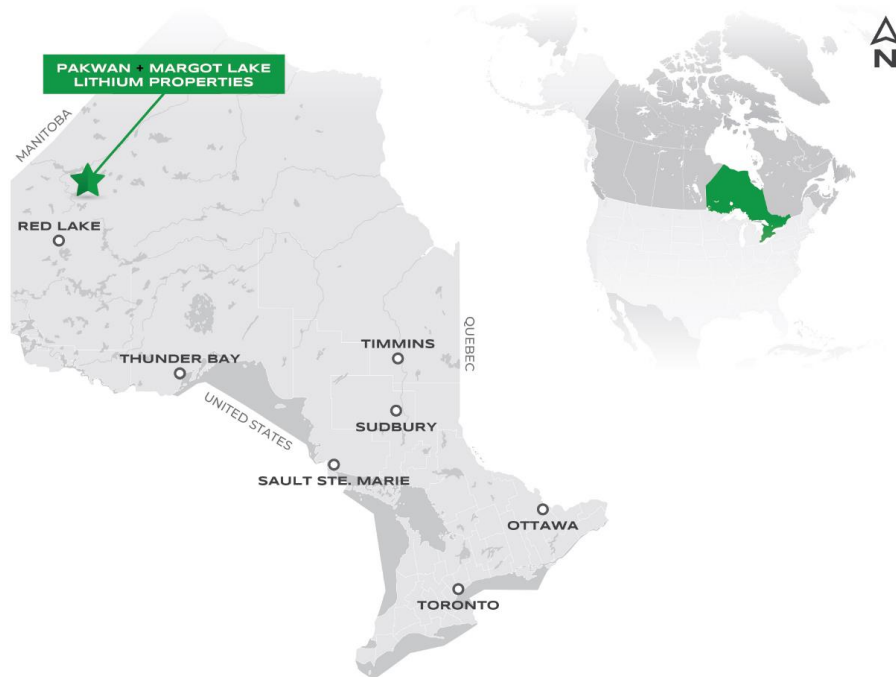 PAKWAN + MARGOT LAKE
LITHIUM PROPERTIES
N
MANITOBA
RED LAKE
THUNDER BAY
TIMMINS
QUEBEC
UNITED STATES
SUDBURY
SAULT STE. MARIE
OTTAWA
TORONTO